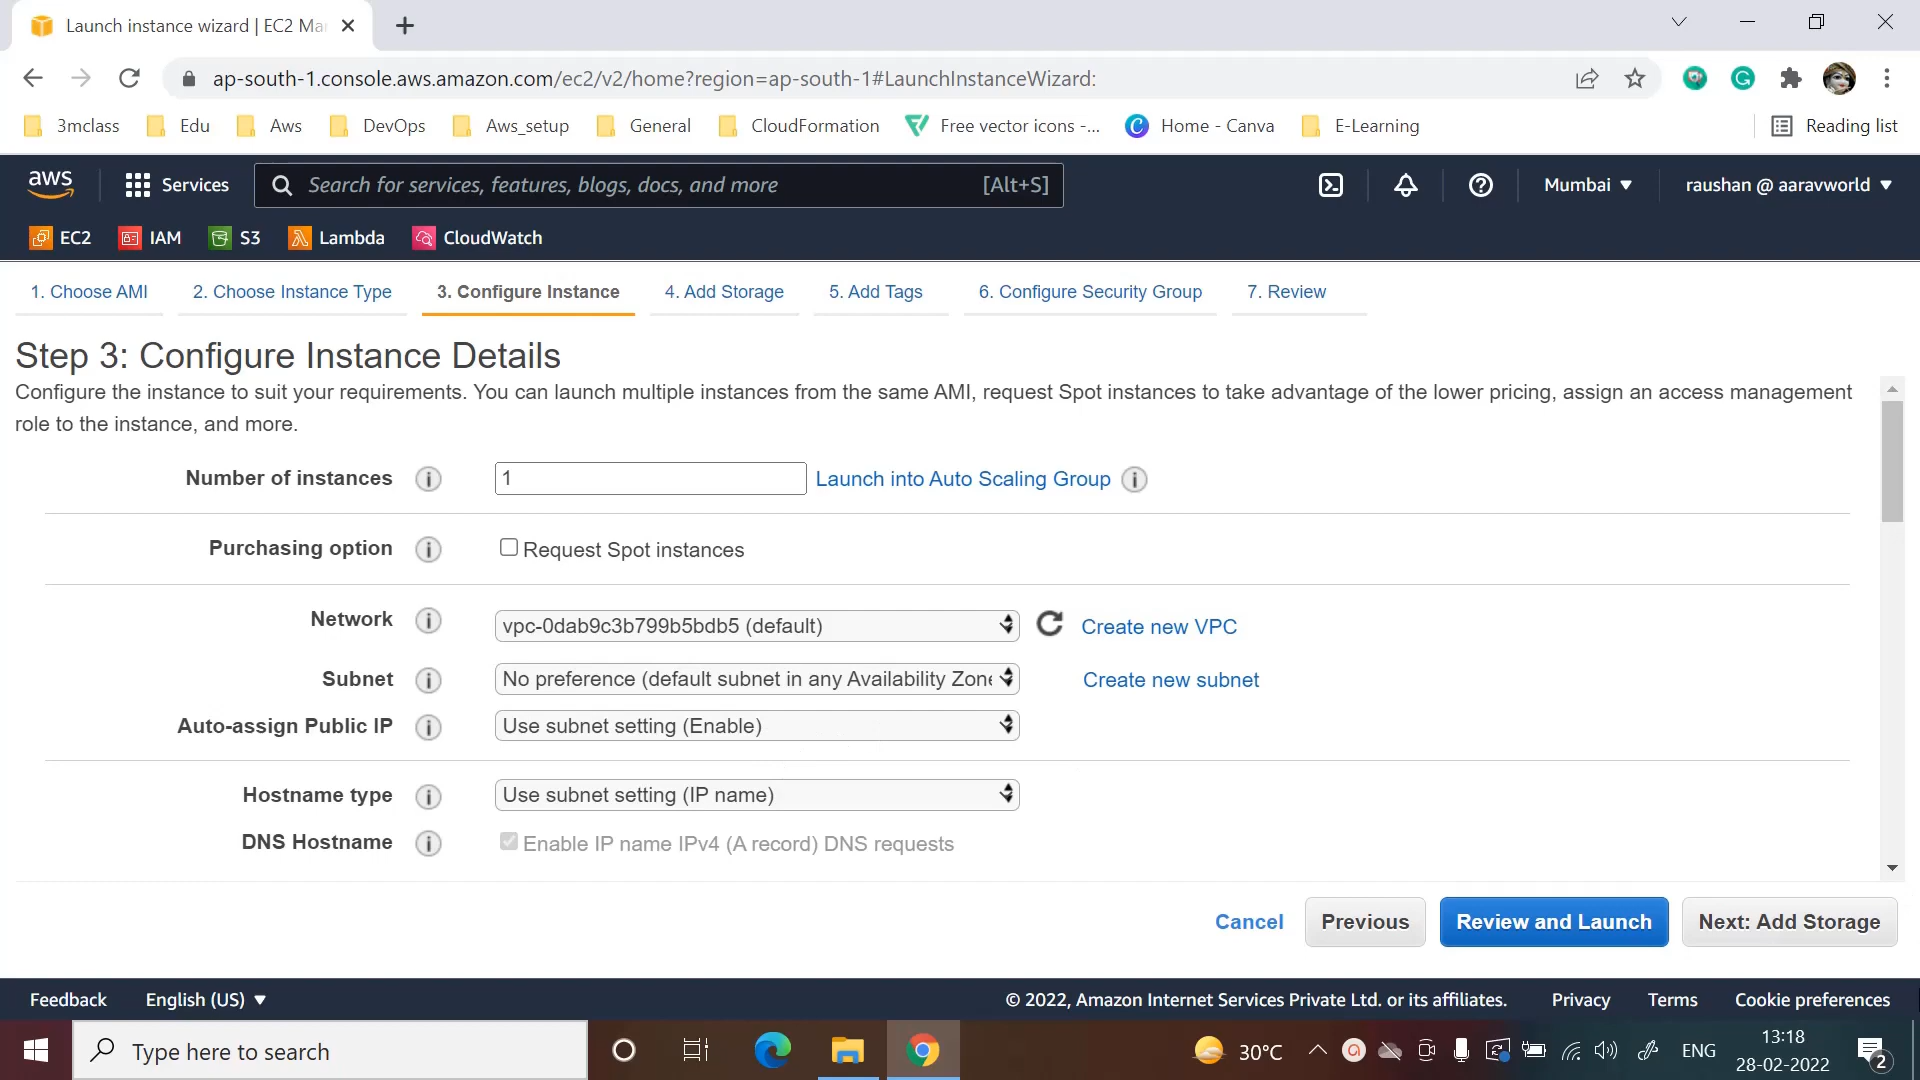 Launch instance wizard | EC2 Ma
ap-south-1.console.aws.amazon.com/ec2/v2/home?region=ap-south-1#LaunchInstanceWizard:
3mclass Edu Aws DevOps Aws_setup General CloudFormation Free vector icons -... Home - Canva E-Learning Reading list
aws Services Search for services, features, blogs, docs, and more [Alt+S] Mumbai raushan @ aaravworld
EC2 IAM S3 Lambda CloudWatch
1. Choose AMI 2. Choose Instance Type 3. Configure Instance 4. Add Storage 5. Add Tags 6. Configure Security Group 7. Review
Step 3: Configure Instance Details
Configure the instance to suit your requirements. You can launch multiple instances from the same AMI, request Spot instances to take advantage of the lower pricing, assign an access management
role to the instance, and more.
Number of instances 1 Launch into Auto Scaling Group
Purchasing option Request Spot instances
Network vpc-0dab9c3b799b5bdb5 (default) Create new VPC
Subnet No preference (default subnet in any Availability Zone Create new subnet
Auto-assign Public IP Use subnet setting (Enable)
Hostname type Use subnet setting (IP name)
DNS Hostname Enable IP name IPv4 (A record) DNS requests
Cancel Previous Review and Launch Next: Add Storage
Feedback English (US) © 2022, Amazon Internet Services Private Ltd. or its affiliates. Privacy Terms Cookie preferences
Type here to search 30°C ENG 13:18
28-02-2022 2